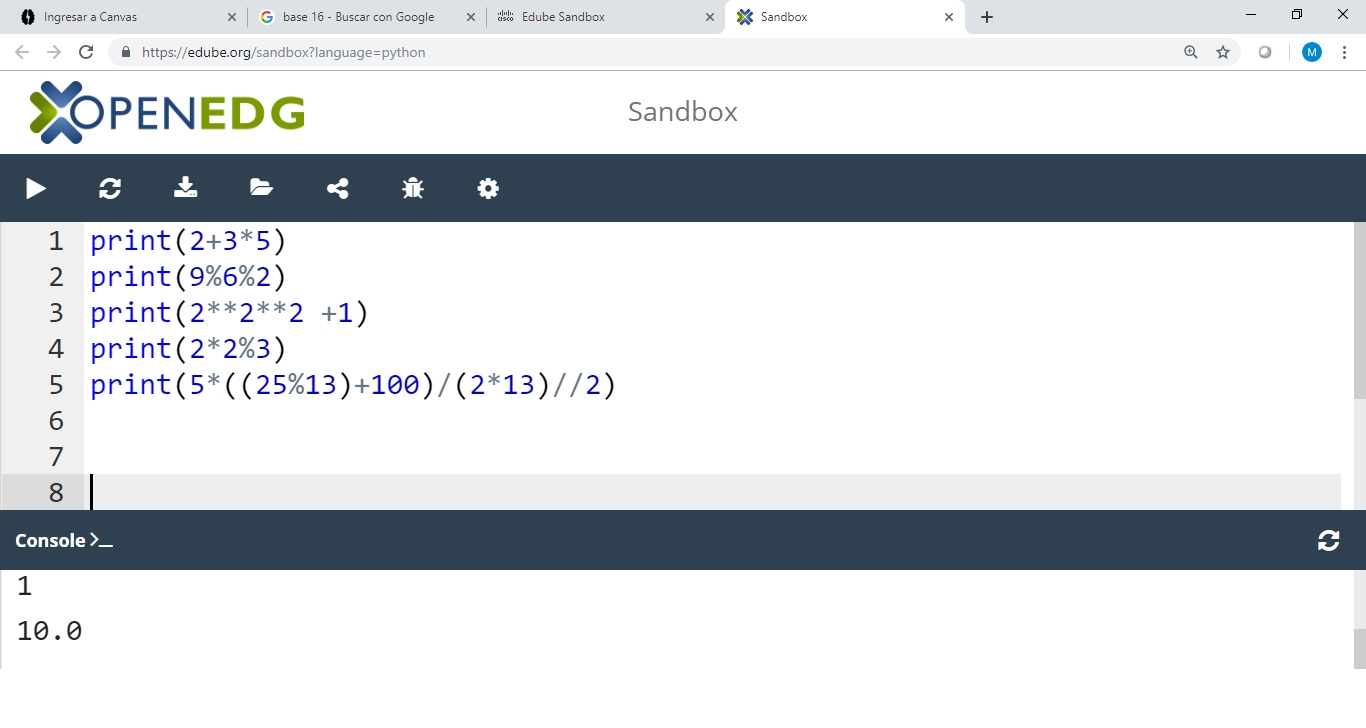 Ingresar a Canvas
base 16 - Buscar con Google
cisco Edube Sandbox
Sandbox
https://edube.org/sandbox?language=python
M
OPENEDG
Sandbox
1 print(2+3*5)
2 print(9%6%2)
3 print(2**2**2 +1)
4 print(2*2%3)
5 print(5*((25%13)+100)/(2*13)//2)
6
7
8
Console >_
1
10.0